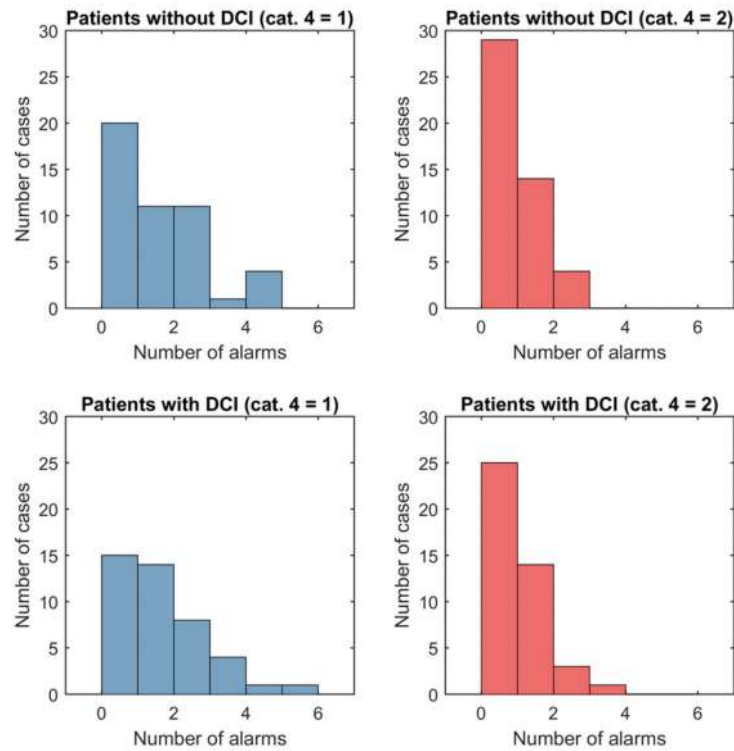 Patients without DCI (cat. 4 = 1)
30
25
20
15
10
5
0
Number of cases
0 2 4 6
Number of alarms
Patients without DCI (cat. 4 = 2)
30
25
20
15
10
5
0
Number of cases
0 2 4 6
Number of alarms
Patients with DCI (cat. 4 = 1)
30
25
20
15
10
5
0
Number of cases
0 2 4 6
Number of alarms
Patients with DCI (cat. 4 = 2)
30
25
20
15
10
5
0
Number of cases
0 2 4 6
Number of alarms